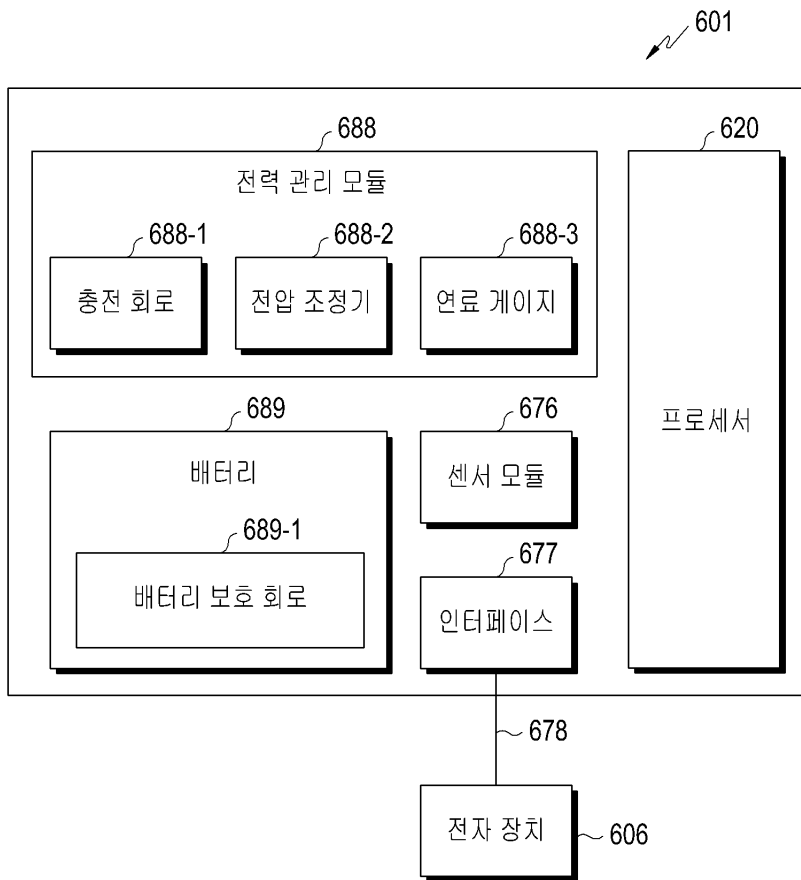 601
688
620
전력 관리 모듈
688-1
688-2
688-3
충전 회로
전압 조정기
연료 게이지
689
676
프로세서
배터리
센서 모듈
689-1
677
배터리 보호 회로
인터페이스
678
전자 장치
606